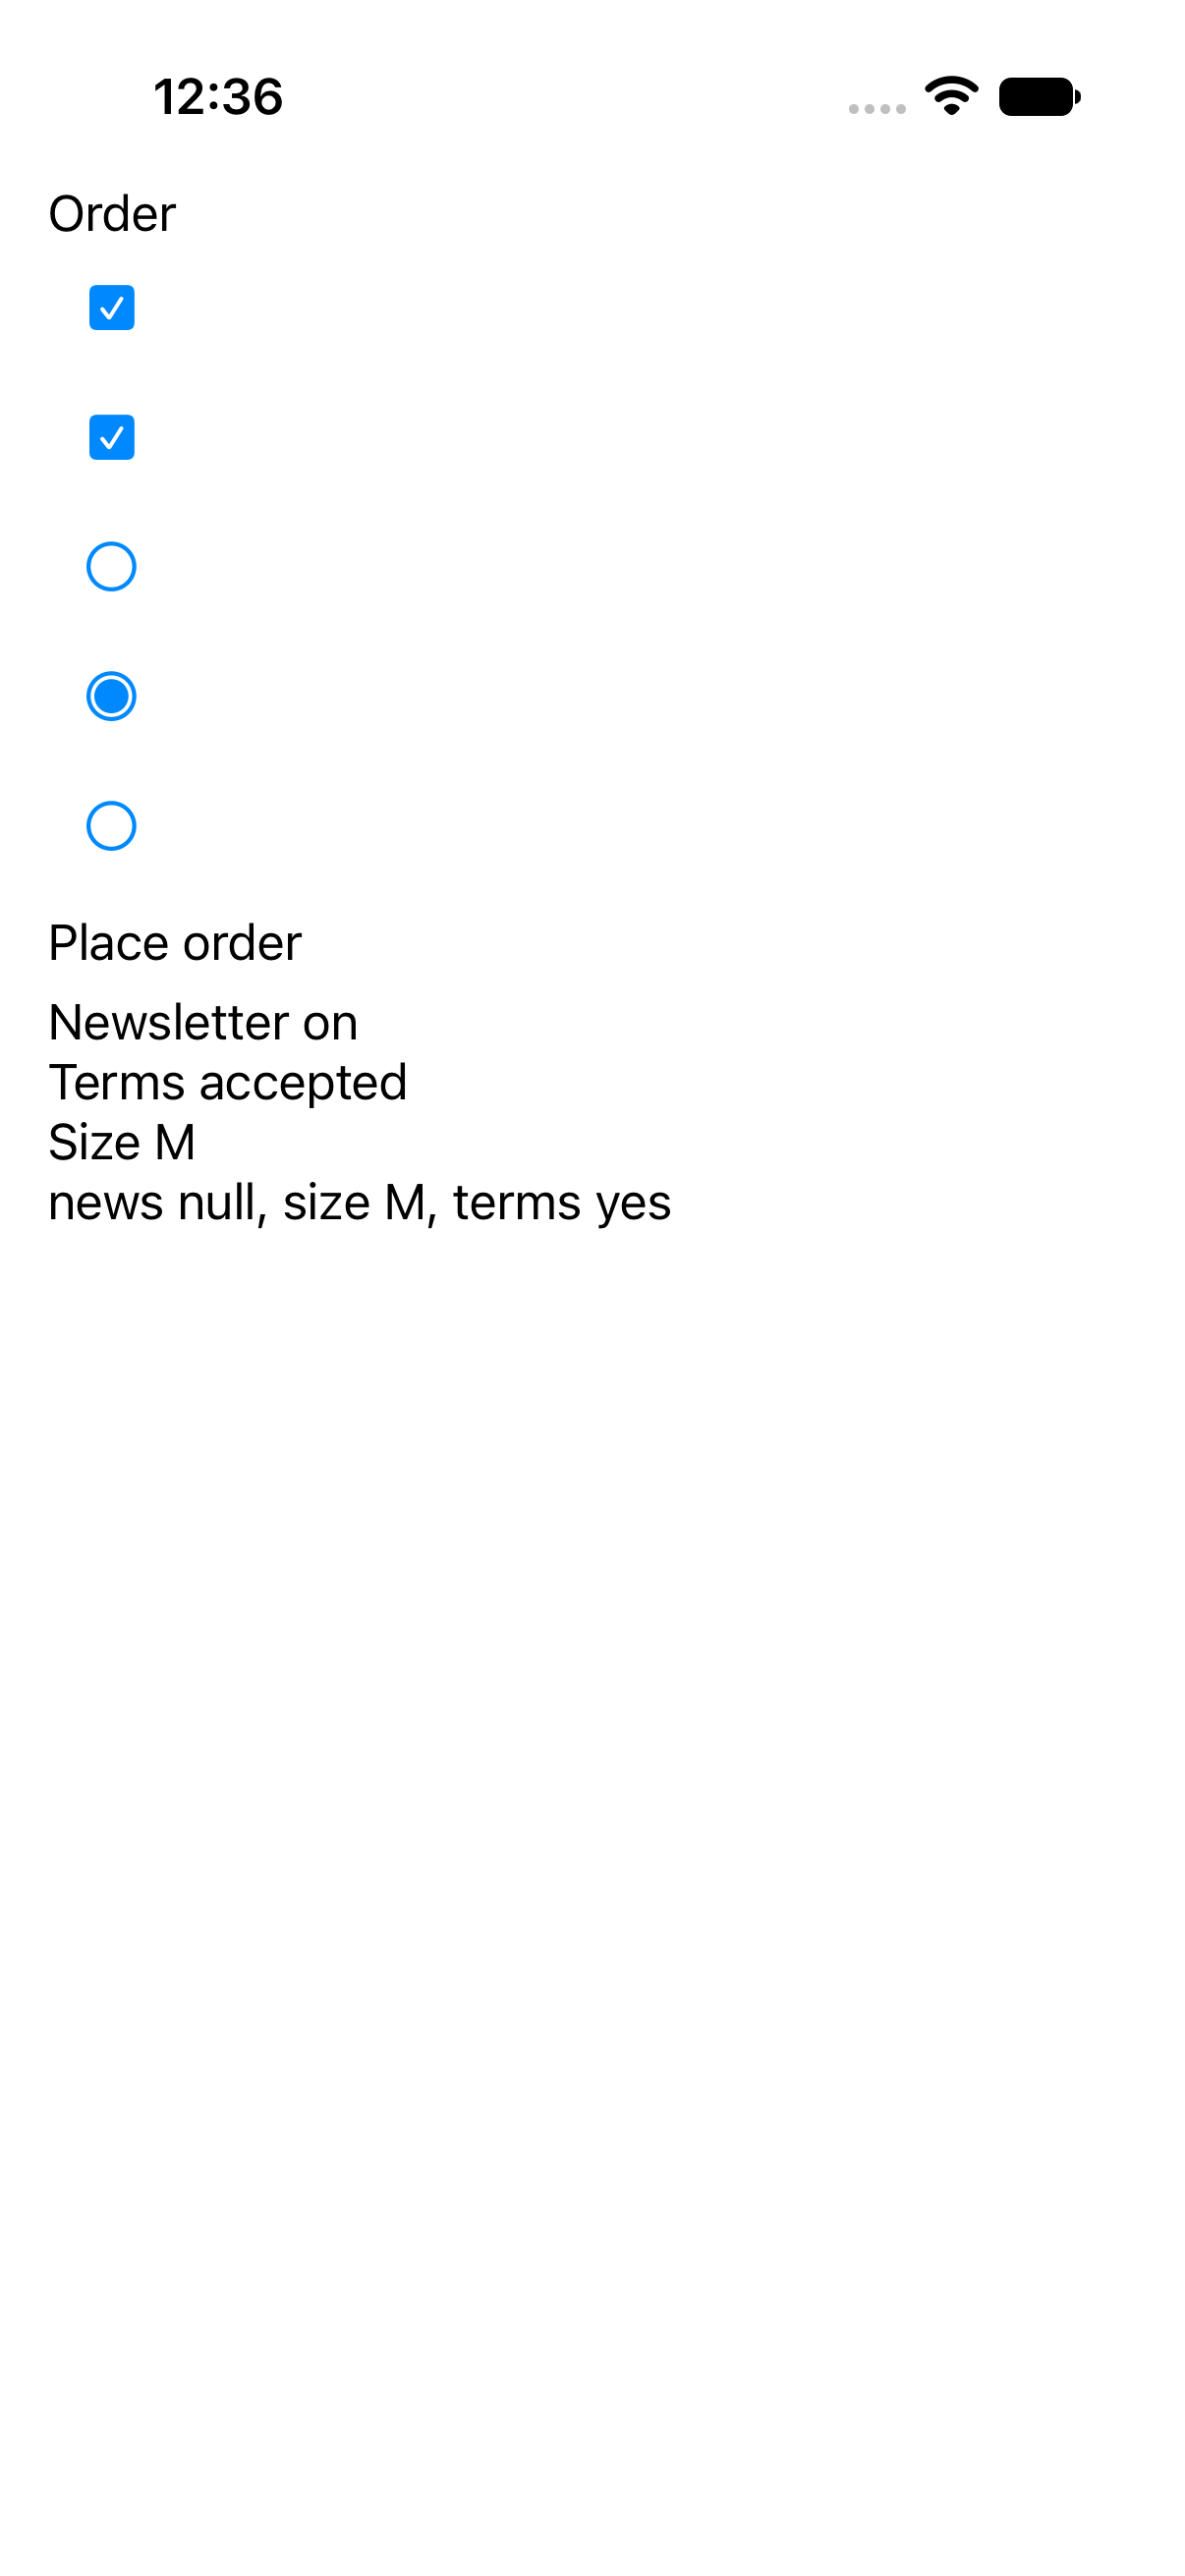 12:36
Order
Place order
Newsletter on
Terms accepted
Size M
news null, size M, terms yes